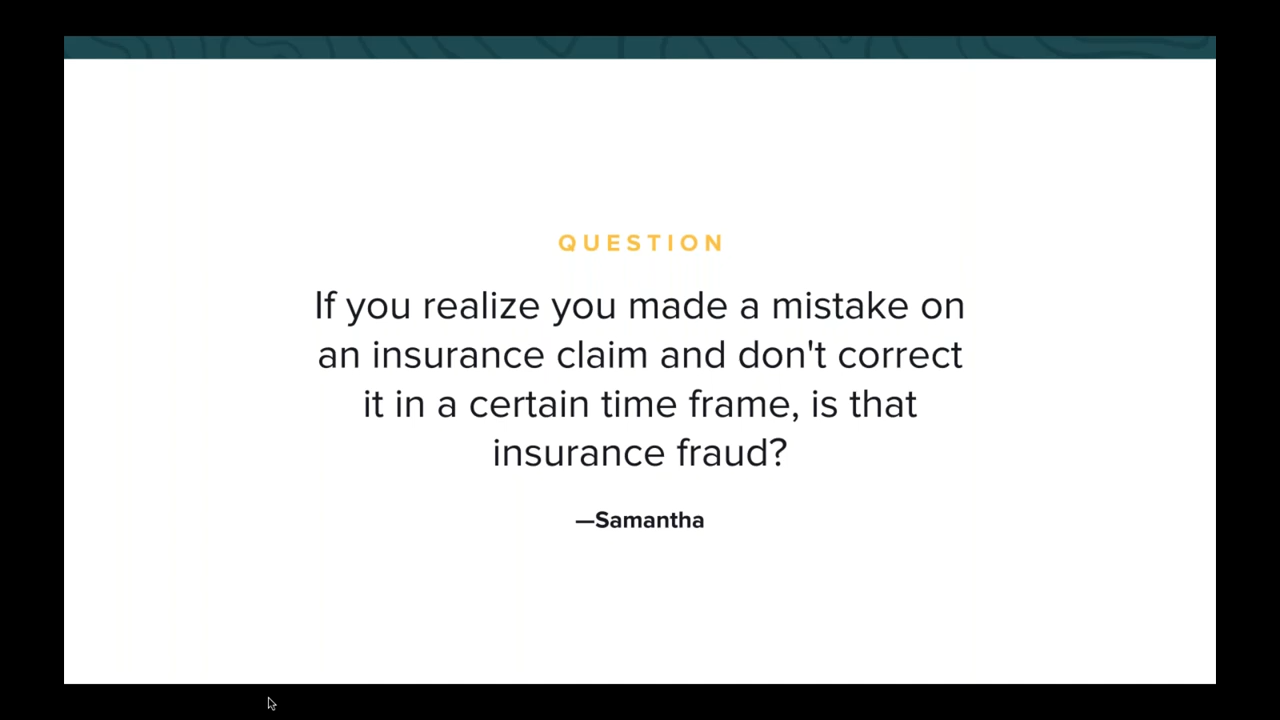 QUESTION
If you realize you made a mistake on
an insurance claim and don't correct
it in a certain time frame, is that
insurance fraud?
—Samantha